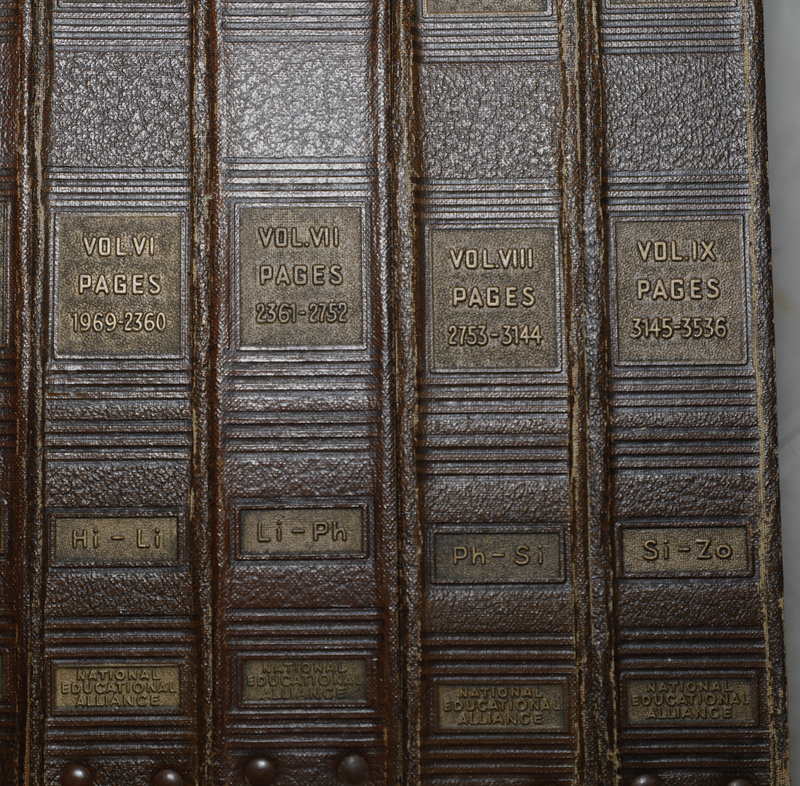 VOL VI
PAGES
1969-2360
Hi - Li
NATIONAL
EDUCATIONAL
ALLIANCE
VOL. VII
PAGES
2361-2752
Li - Ph
NATIONAL
EDUCATIONAL
ALLIANCE
VOL. VIII
PAGES
2753-3144
Ph - Si
NATIONAL
EDUCATIONAL
ALLIANCE
VOL. IX
PAGES
3145-3536
Si - Zo
NATIONAL
EDUCATIONAL
ALLIANCE